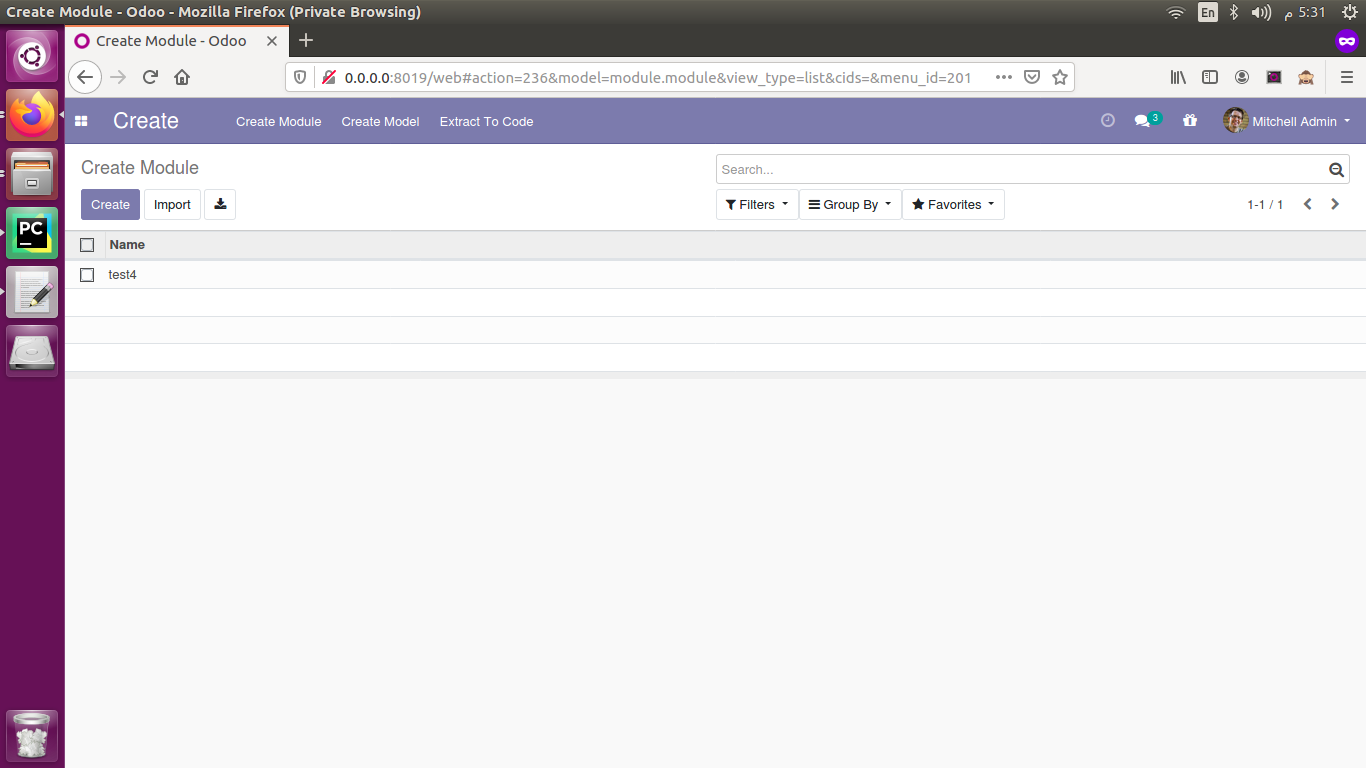 Create Module - Odoo - Mozilla Firefox (Private Browsing)
En
5:31 م
Create Module - Odoo
0.0.0.0:8019/web#action=236&model=module.module&view_type=list&cids=&menu_id=201
Create
Create Module
Create Model
Extract To Code
3
Mitchell Admin
Create Module
Search...
Create
Import
Filters
Group By
Favorites
1-1 / 1
Name
test4
PC